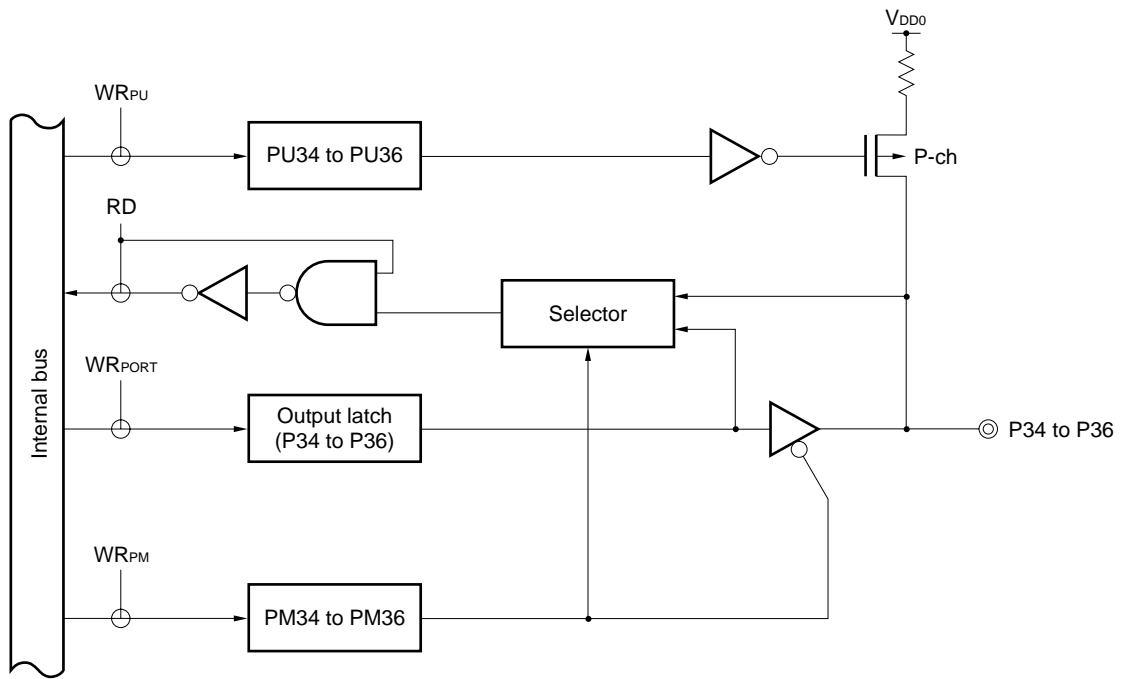 VDD0
WRPU
PU34 to PU36
P-ch
RD
Selector
Internal bus
WRPORT
Output latch
(P34 to P36)
P34 to P36
WRPM
PM34 to PM36